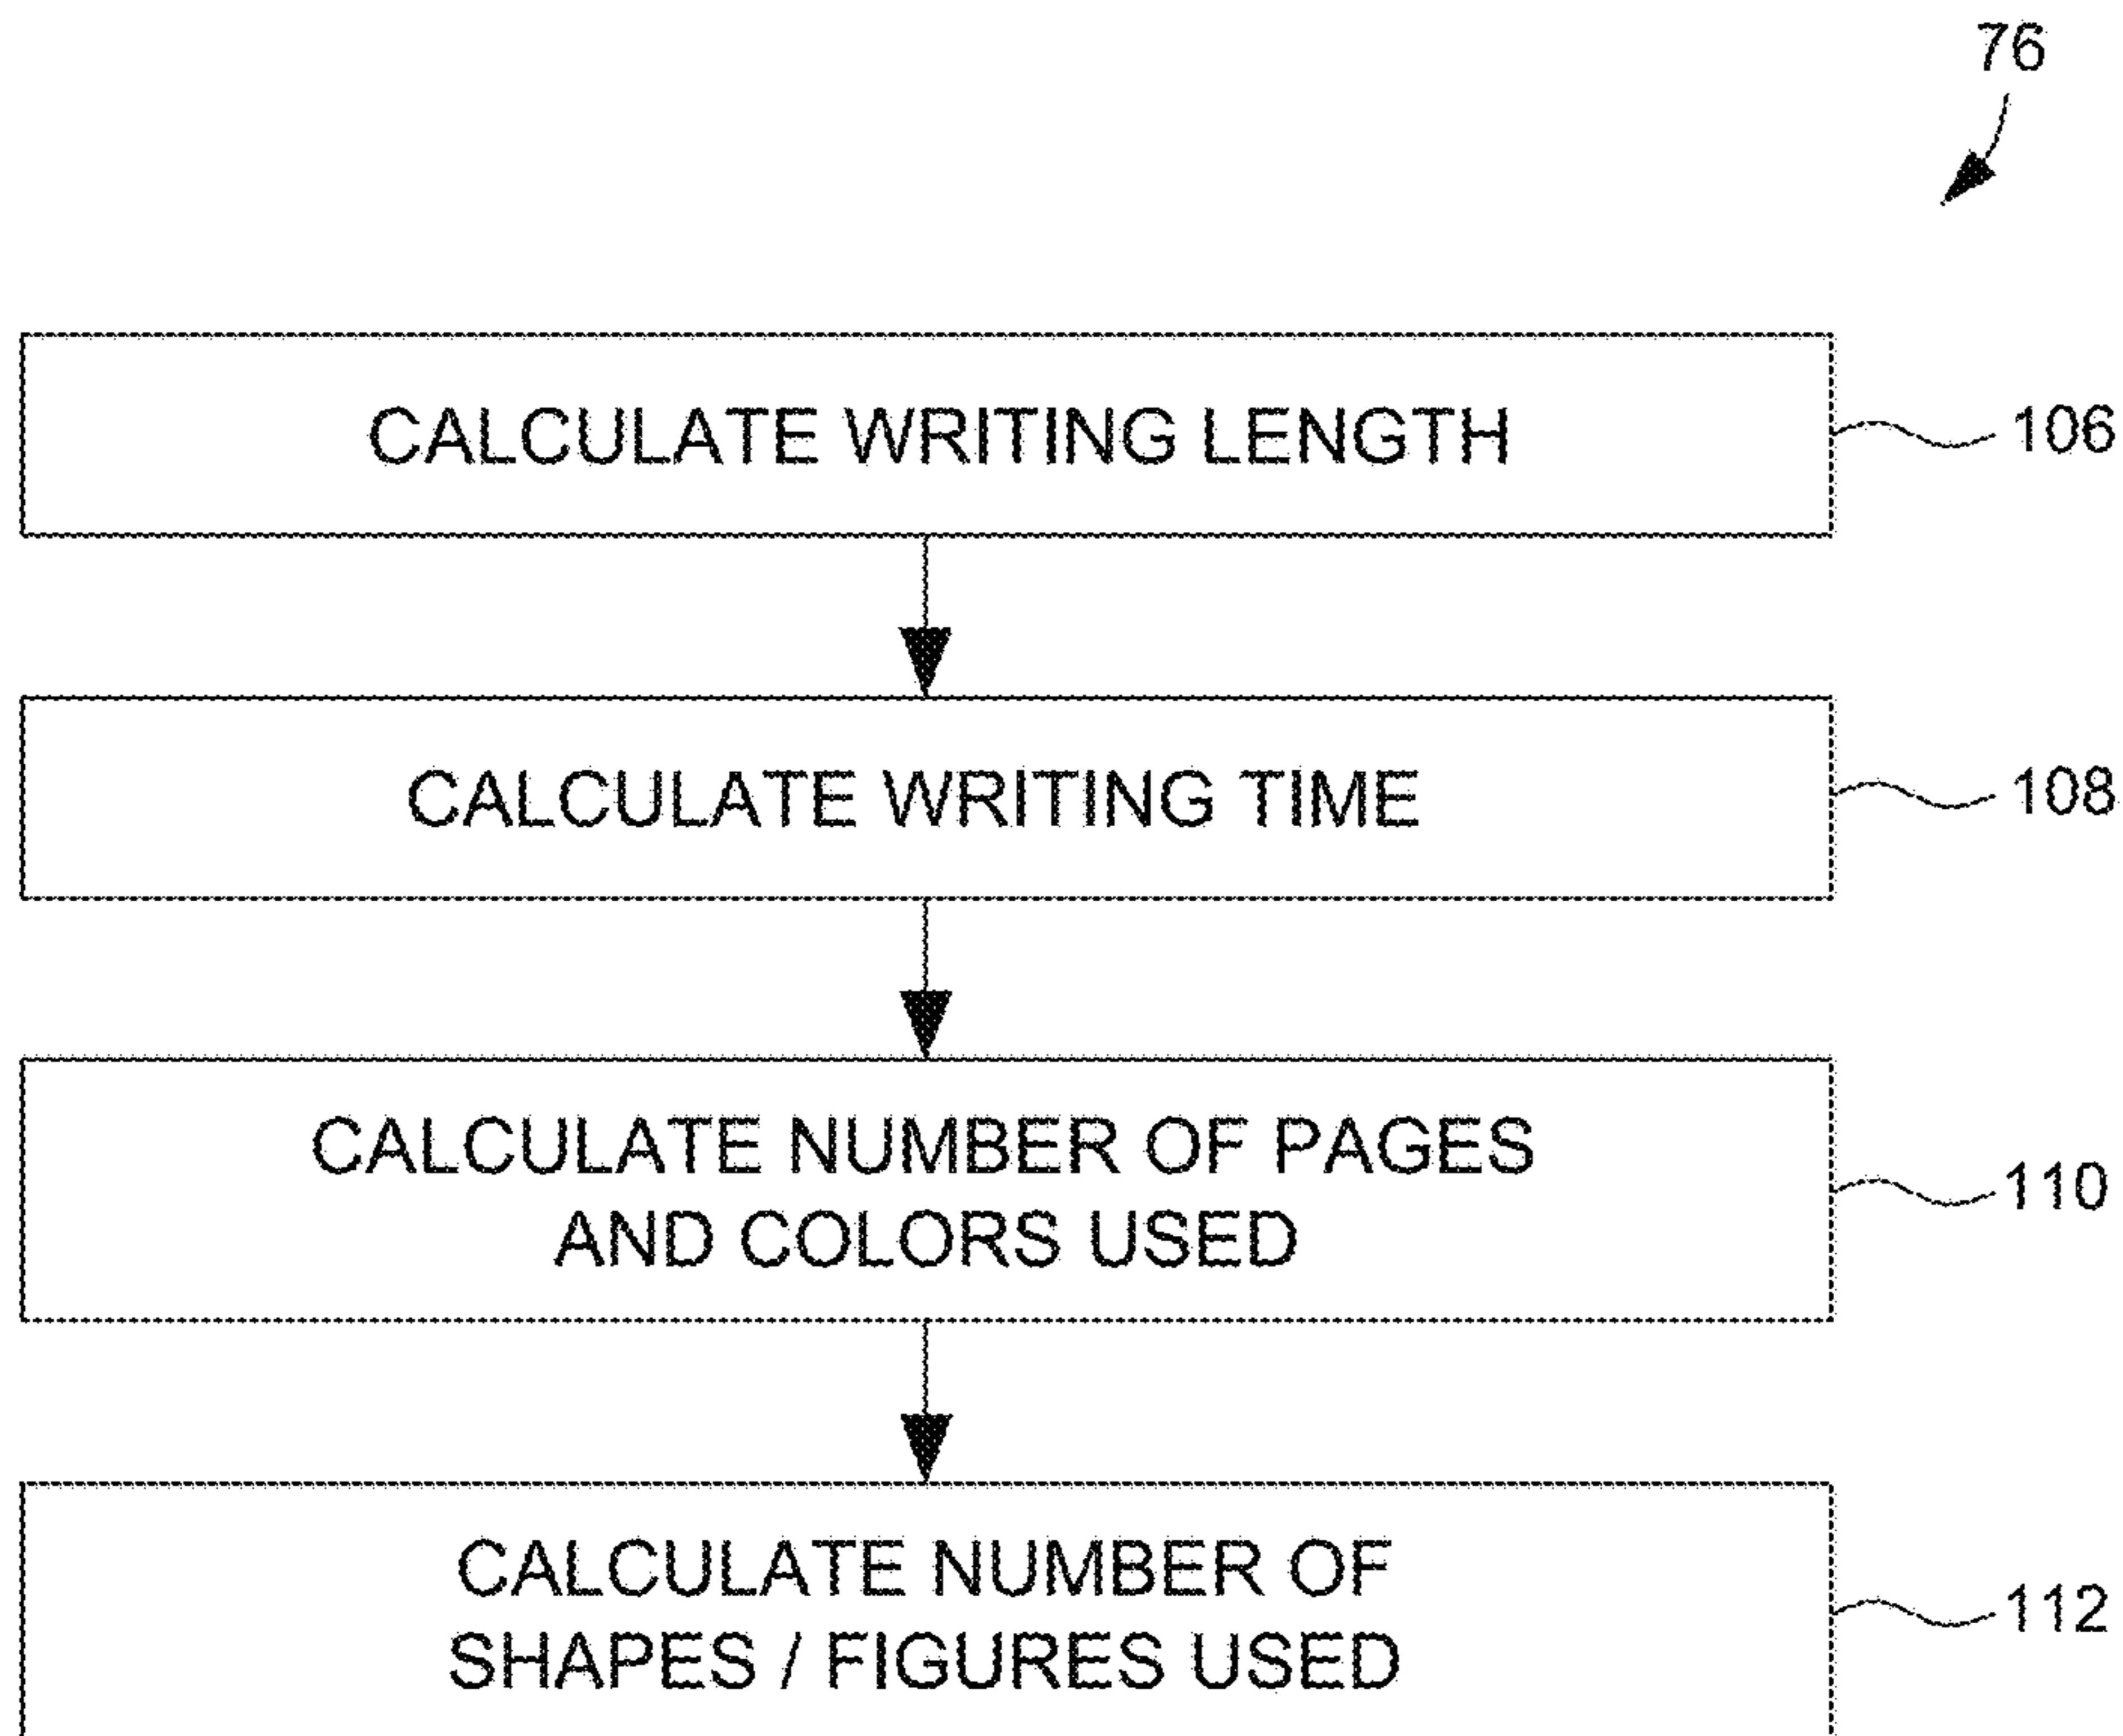 76
CALCULATE WRITING LENGTH
106
CALCULATE WRITING TIME
108
CALCULATE NUMBER OF PAGES
AND COLORS USED
110
CALCULATE NUMBER OF
SHAPES / FIGURES USED
112